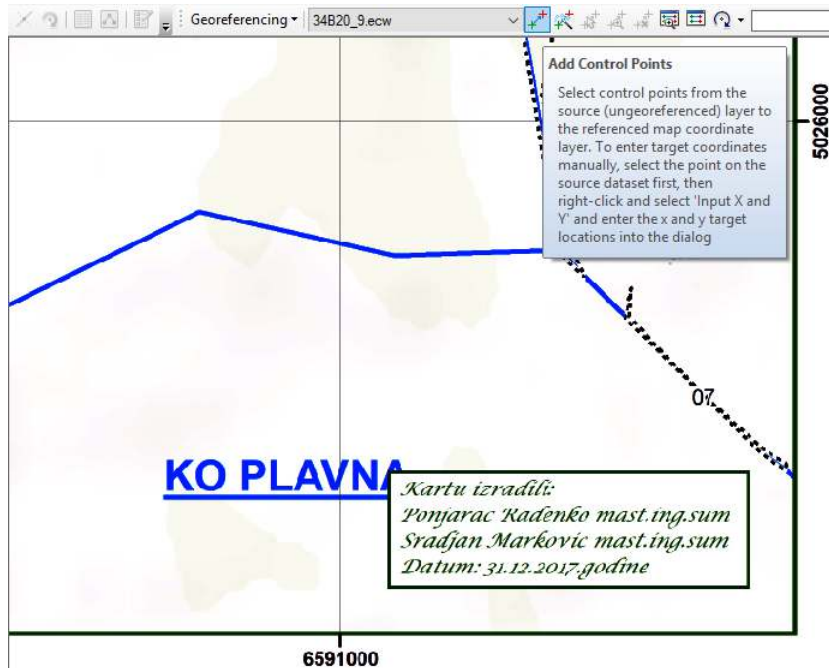 Georeferencing
34B20_9.ecw
Add Control Points
Select control points from the
source (ungeoreferenced) layer to
the referenced map coordinate
layer. To enter target coordinates
manually, select the point on the
source dataset first, then
right-click and select 'Input X and
Y' and enter the x and y target
locations into the dialog
5026000
07
KO PLAVNA
Kartu izradili:
Ponjarac Radenko mast.ing.sum
Sradjan Markovic mast.ing.sum
Datum: 31.12.2017.godine
6591000